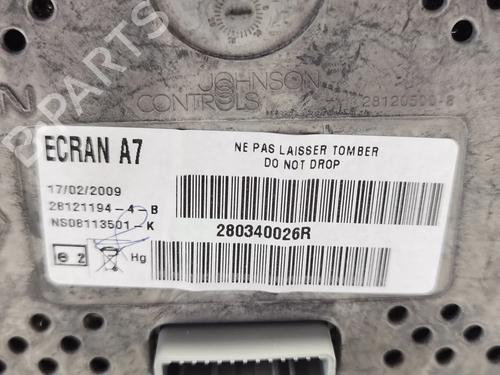 B PARTS
JOHNSON
CONTROLS
28120500-8
ECRAN A7
NE PAS LAISSER TOMBER
DO NOT DROP
17/02/2009
28121194-4-B
NS08113501-K
280340026R
Hg